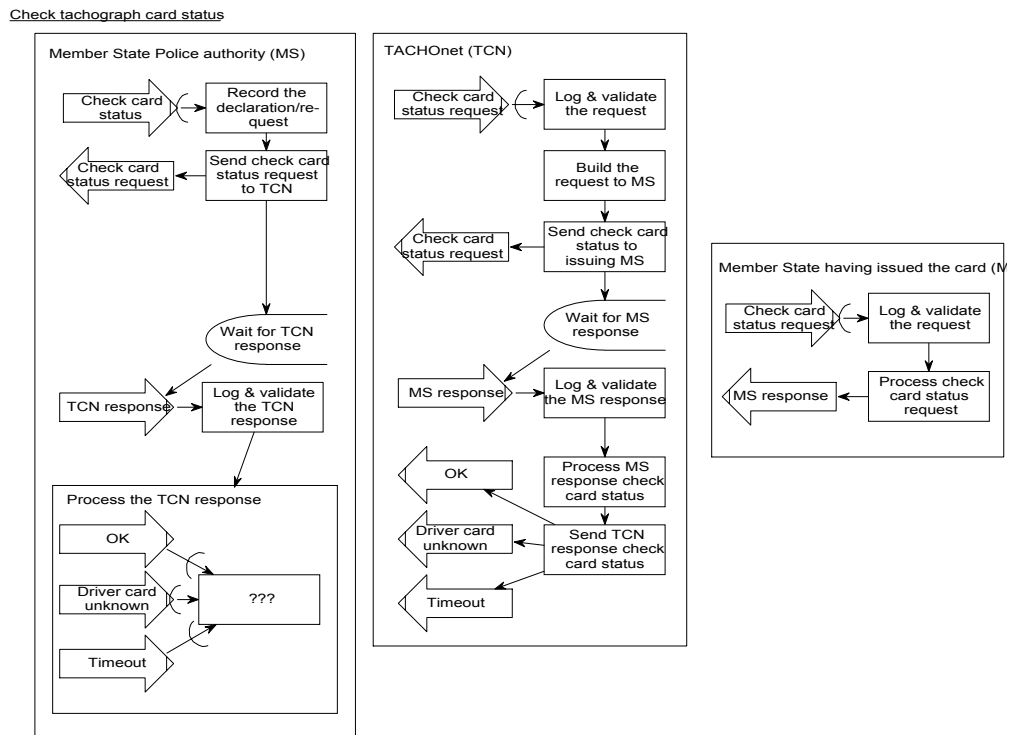 Check tachograph card status
Member State Police authority (MS)
Check card
status
Record the
declaration/re-
quest
Check card
status request
Send check card
status request
to TCN
Wait for TCN
response
TCN response
Log & validate
the TCN
response
Process the TCN response
OK
Driver card
unknown
???
Timeout
TACHOnet (TCN)
Check card
status request
Log & validate
the request
Build the
request to MS
Check card
status request
Send check card
status to
issuing MS
Wait for MS
response
MS response
Log & validate
the MS response
OK
Process MS
response check
card status
Driver card
unknown
Send TCN
response check
card status
Timeout
Member State having issued the card (M
Check card
status request
Log & validate
the request
MS response
Process check
card status
request